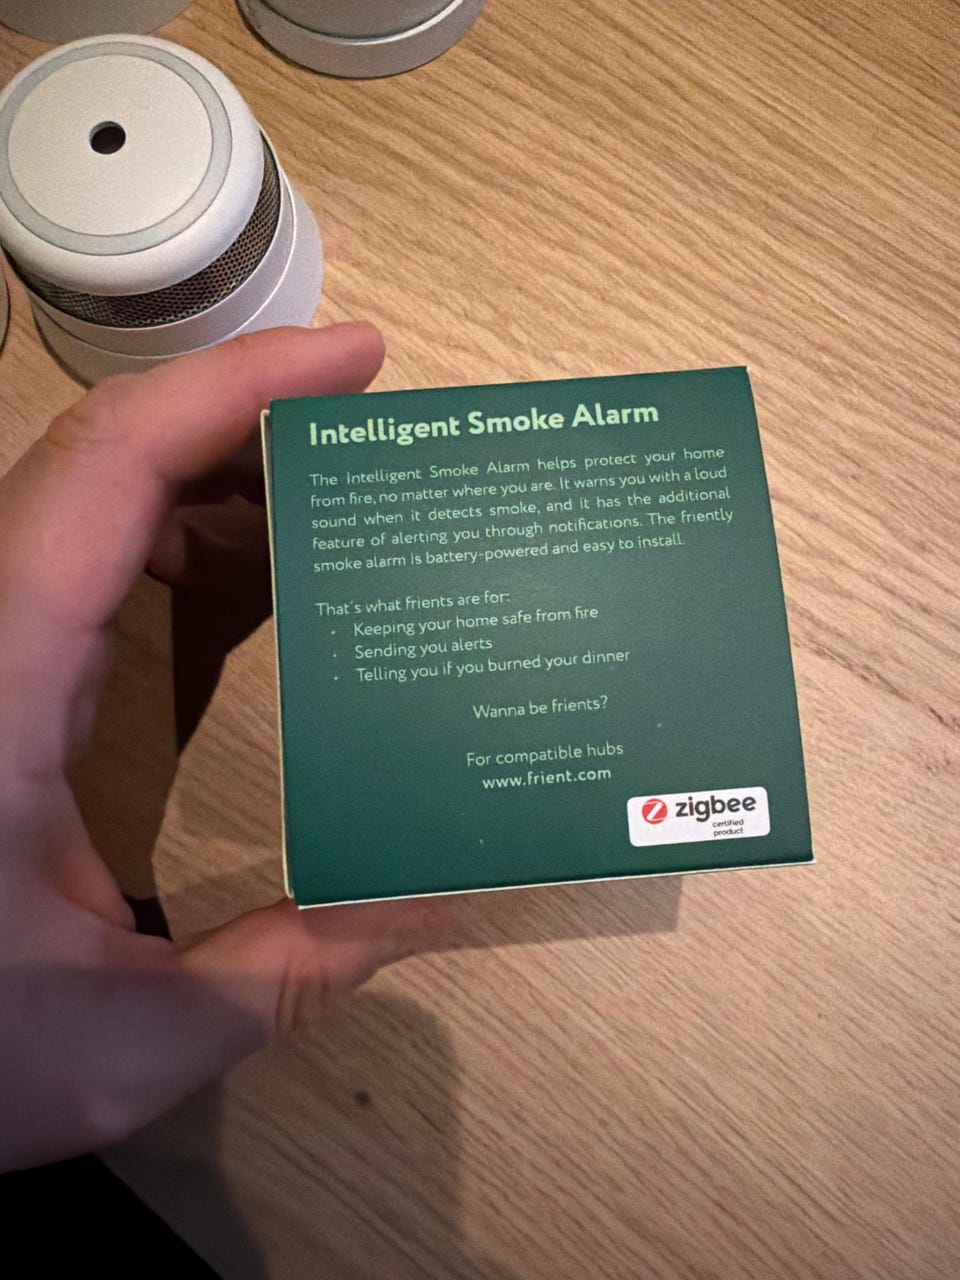 Intelligent Smoke Alarm
The Intelligent Smoke Alarm helps protect your home
from fire, no matter where you are. It warns you with a loud
sound when it detects smoke, and it has the additional
feature of alerting you through notifications. The friently
smoke alarm is battery-powered and easy to install.
That´s what frients are for:
· Keeping your home safe from fire
· Sending you alerts
· Telling you if you burned your dinner
Wanna be frients?
For compatible hubs
www.frient.com
zigbee
certified
product